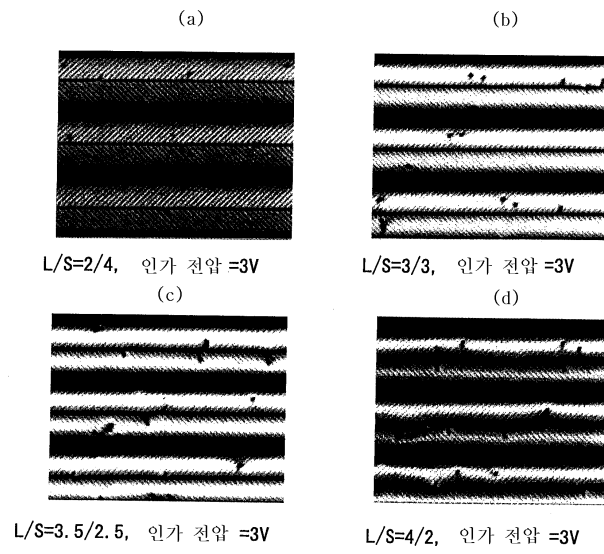 (a)
(b)
L/S=2/4, 인가 전압 =3V
L/S=3/3, 인가 전압 =3V
(c)
(d)
L/S=3.5/2.5, 인가 전압 =3V
L/S=4/2, 인가 전압 =3V